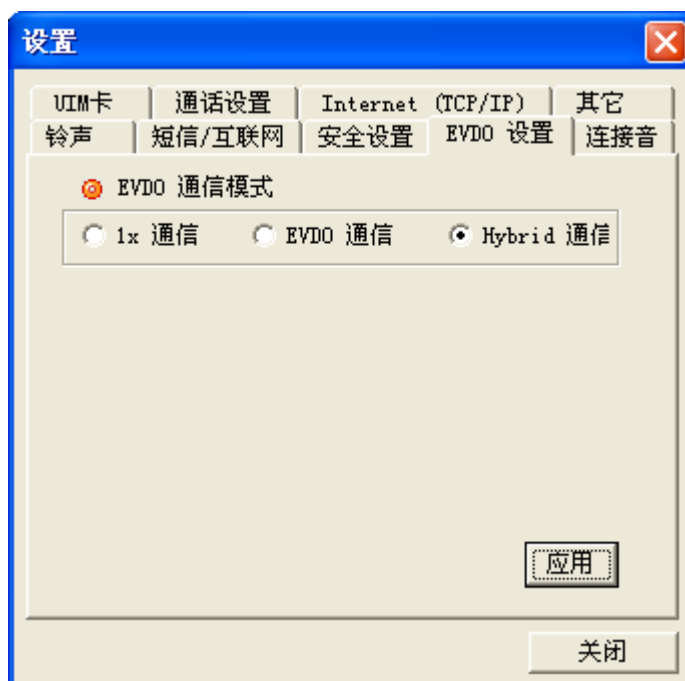 设置
UIM卡 通话设置 Internet (TCP/IP) 其它
铃声 短信/互联网 安全设置 EVDO 设置 连接音
EVDO 通信模式
1x 通信 EVDO 通信 Hybrid 通信
应用
关闭